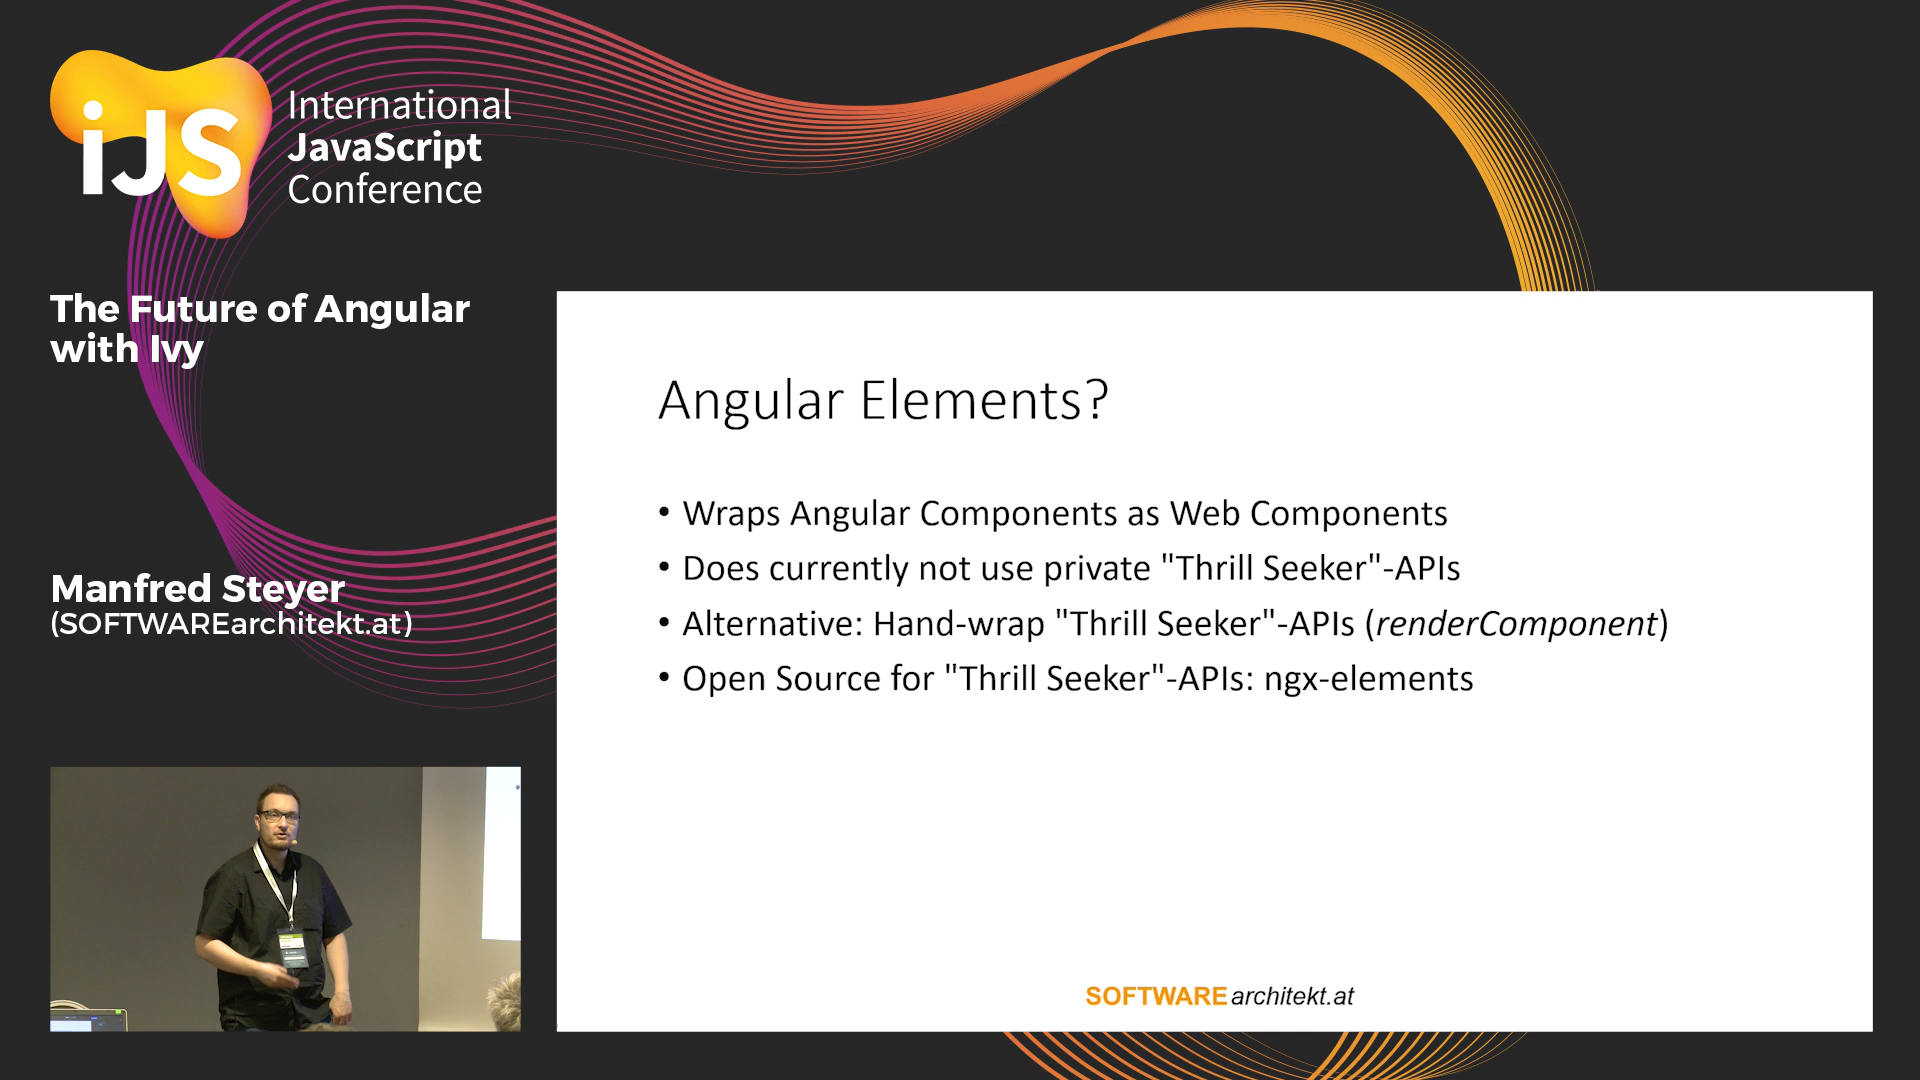 iJS
International
JavaScript
Conference
The Future of Angular
with Ivy
Manfred Steyer
(SOFTWAREarchitekt.at)
Angular Elements?
• Wraps Angular Components as Web Components
• Does currently not use private "Thrill Seeker"-APIs
• Alternative: Hand-wrap "Thrill Seeker"-APIs (renderComponent)
• Open Source for "Thrill Seeker"-APIs: ngx-elements
SOFTWAREarchitekt.at